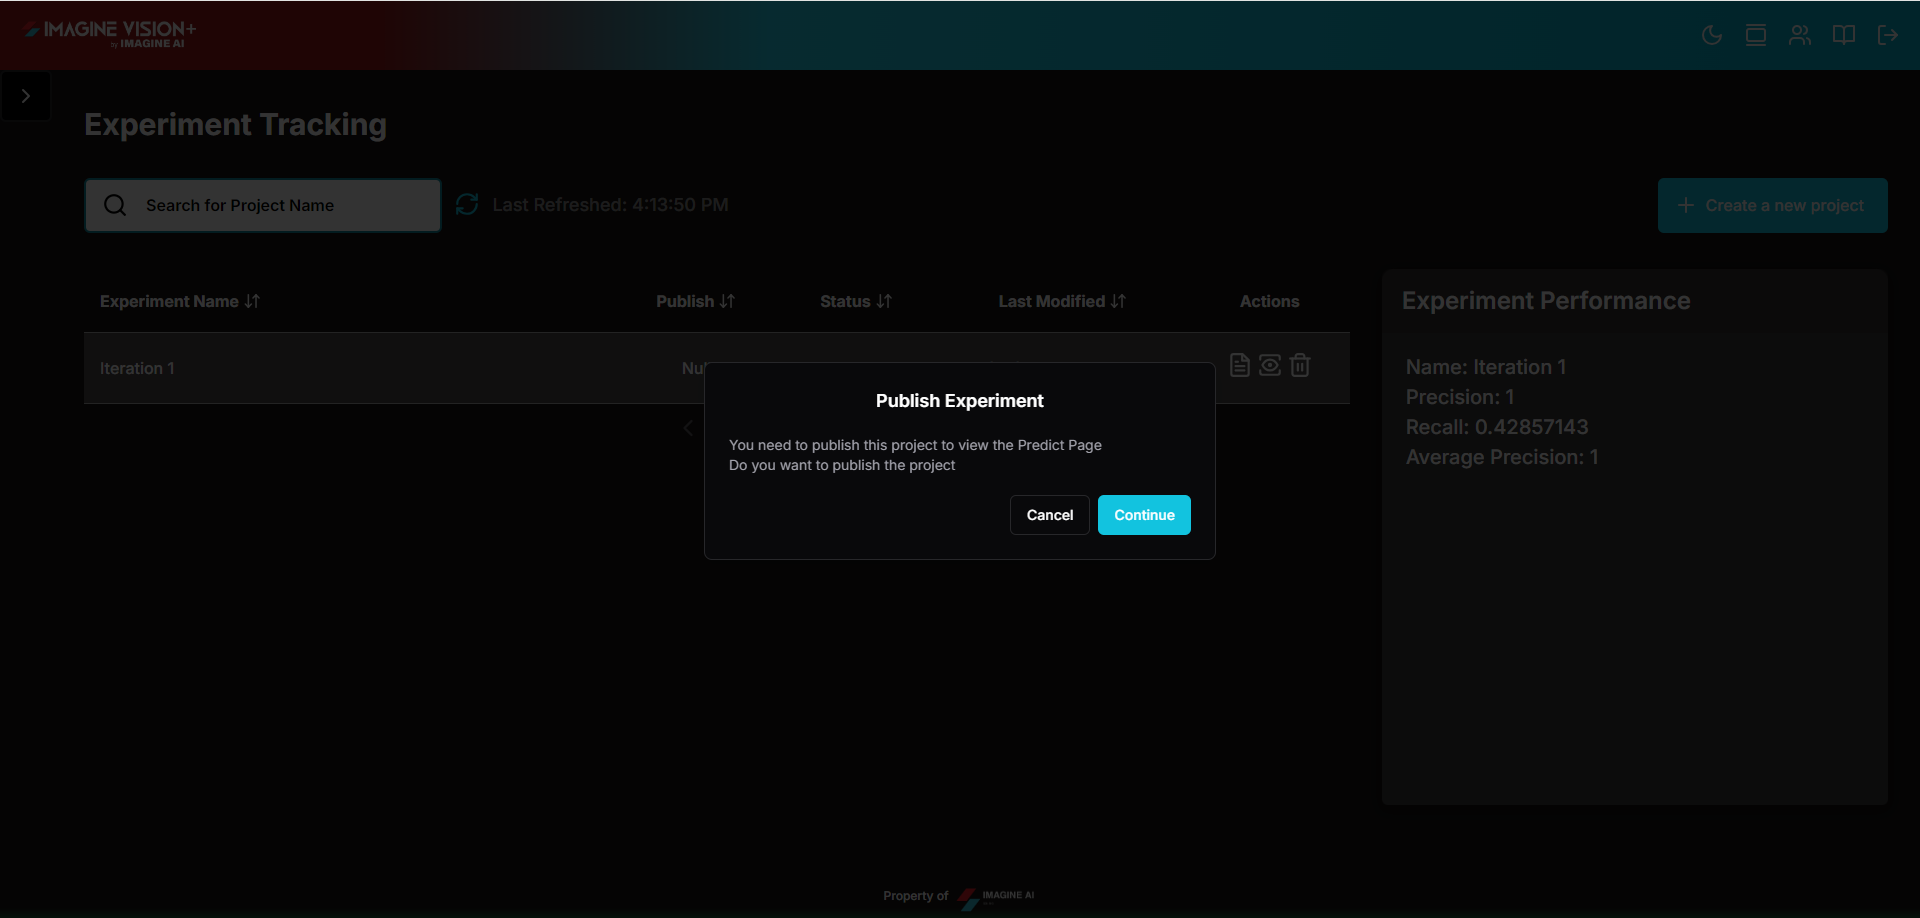 IMAGINE VISION+
by IMAGINE AI
Experiment Tracking
Search for Project Name
Last Refreshed: 4:13:50 PM
Create a new project
Experiment Name
Publish
Status
Last Modified
Actions
Iteration 1
Publish Experiment
You need to publish this project to view the Predict Page
Do you want to publish the project
Cancel
Continue
Experiment Performance
Name: Iteration 1
Precision: 1
Recall: 0.42857143
Average Precision: 1
Property of
IMAGINE AI